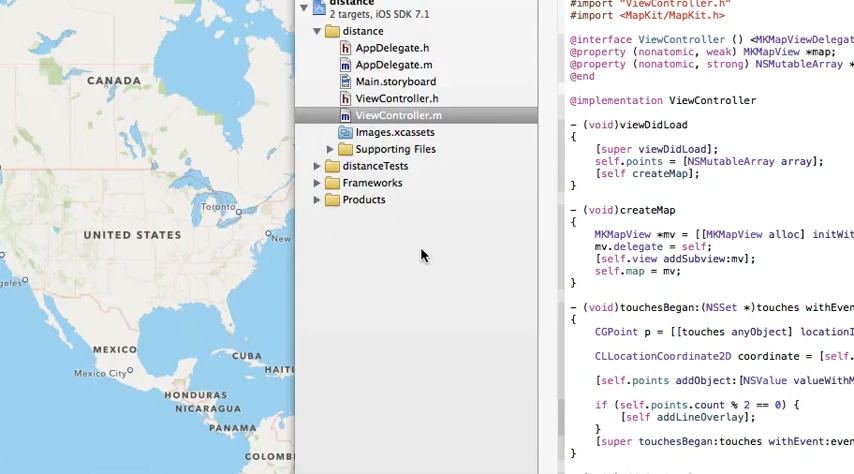 CANADA
Toronto
UNITED STATES
New
geles
MEXICO
Mexico City
CUBA
HAITI
HONDURAS
NICARAGUA
PANAMA
COLOMB
distance
2 targets, iOS SDK 7.1
distance
AppDelegate.h
AppDelegate.m
Main.storyboard
ViewController.h
ViewController.m
Images.xcassets
Supporting Files
distanceTests
Frameworks
Products
#import "ViewController.h"
#import <MapKit/MapKit.h>
@interface ViewController () <MKMapViewDelega
@property (nonatomic, weak) MKMapView *map;
@property (nonatomic, strong) NSMutableArray *
@end
@implementation ViewController
- (void)viewDidLoad
{
[super viewDidLoad];
self.points = [NSMutableArray array];
[self createMap];
}
- (void)createMap
{
MKMapView *mv = [[MKMapView alloc] initWit
mv.delegate = self;
[self.view addSubview:mv];
self.map = mv;
}
- (void)touchesBegan:(NSSet *)touches withEven
{
CGPoint p = [[touches anyObject] locationI
CLLocationCoordinate2D coordinate = [self.
[self.points addObject:[NSValue valueWithM
if (self.points.count % 2 == 0) {
[self addLineOverlay];
}
[super touchesBegan:touches withEvent:even
}